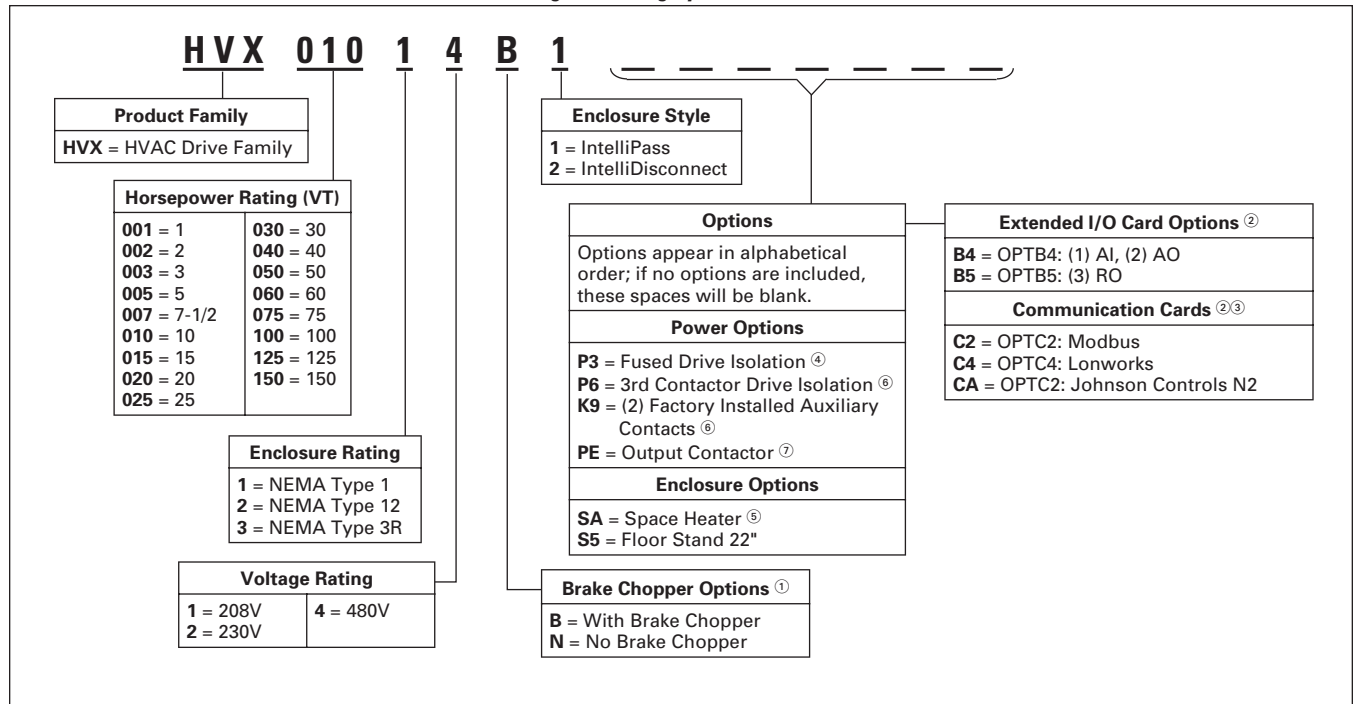 HVX 010 1 4 B 1 _ _ _ _ _ _ _
Product Family
HVX = HVAC Drive Family
Horsepower Rating (VT)
001 = 1
002 = 2
003 = 3
005 = 5
007 = 7-1/2
010 = 10
015 = 15
020 = 20
025 = 25
030 = 30
040 = 40
050 = 50
060 = 60
075 = 75
100 = 100
125 = 125
150 = 150
Enclosure Rating
1 = NEMA Type 1
2 = NEMA Type 12
3 = NEMA Type 3R
Voltage Rating
1 = 208V
2 = 230V
4 = 480V
Enclosure Style
1 = IntelliPass
2 = IntelliDisconnect
Options
Options appear in alphabetical
order; if no options are included,
these spaces will be blank.
Power Options
P3 = Fused Drive Isolation ④
P6 = 3rd Contactor Drive Isolation ⑥
K9 = (2) Factory Installed Auxiliary
Contacts ⑥
PE = Output Contactor ⑦
Enclosure Options
SA = Space Heater ⑤
S5 = Floor Stand 22"
Brake Chopper Options ①
B = With Brake Chopper
N = No Brake Chopper
Extended I/O Card Options ②
B4 = OPTB4: (1) AI, (2) AO
B5 = OPTB5: (3) RO
Communication Cards ②③
C2 = OPTC2: Modbus
C4 = OPTC4: Lonworks
CA = OPTC2: Johnson Controls N2